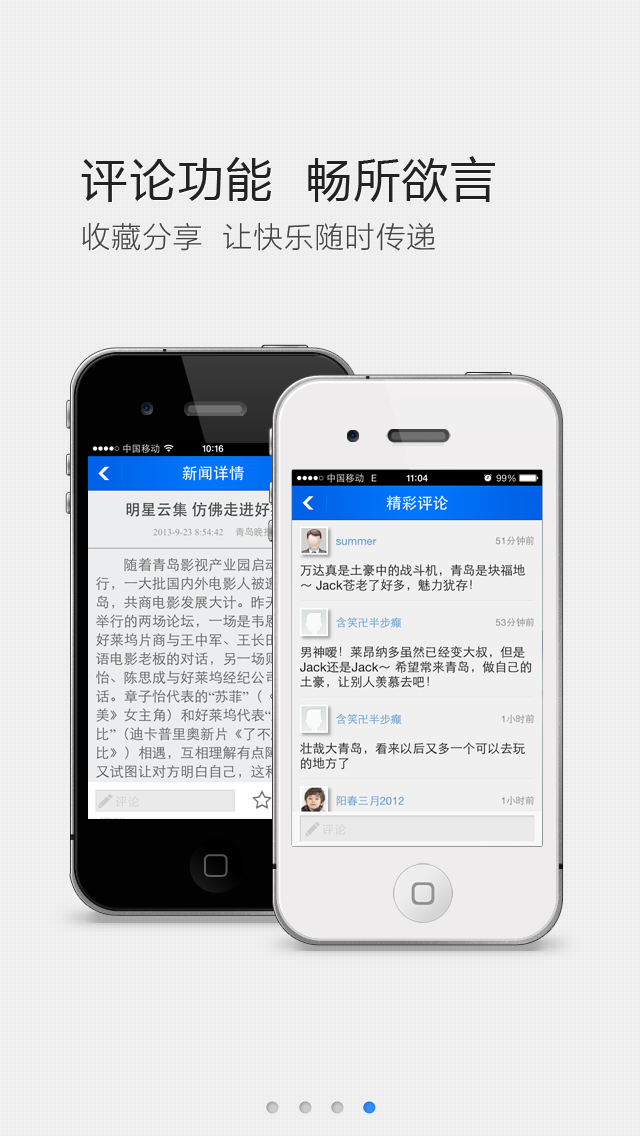 评论功能 畅所欲言
收藏分享 让快乐随时传递
中国移动 10:16
新闻详情
明星云集 仿佛走进好
2013-9-23 8:54:42 青岛晚报
随着青岛影视产业园启动
行，一大批国内外电影人被邀
岛，共商电影发展大计。昨天
举行的两场论坛，一场是韦恩
好莱坞片商与王中军、王长田
语电影老板的对话，另一场则
怡、陈思成与好莱坞经纪公司
话。章子怡代表的“苏菲”（《
美》女主角）和好莱坞代表“
比”（迪卡普里奥新片《了不
比》）相遇，互相理解有点障
又试图让对方明白自己，这种
评论
中国移动 E 11:04 99%
精彩评论
summer 51分钟前
万达真是土豪中的战斗机，青岛是块福地
～ Jack苍老了好多，魅力犹存！
含笑卍半步癫 53分钟前
男神嗳！莱昂纳多虽然已经变大叔，但是
Jack还是Jack～ 希望常来青岛，做自己的
土豪，让别人羡慕去吧！
含笑卍半步癫 1小时前
壮哉大青岛，看来以后又多一个可以去玩
的地方了
阳春三月2012 1小时前
评论